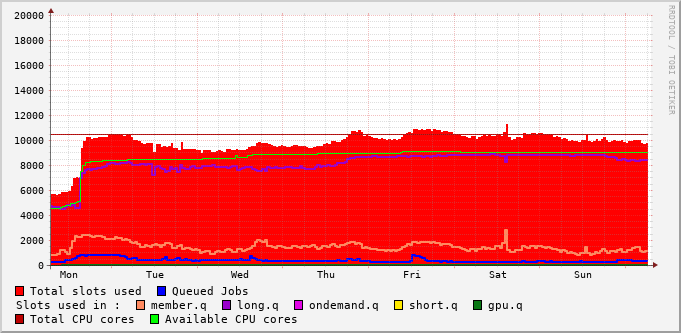 20000
18000
16000
14000
12000
10000
8000
6000
4000
2000
0
Mon Tue Wed Thu Fri Sat Sun
Total slots used Queued Jobs
Slots used in : member.q long.q ondemand.q short.q gpu.q
Total CPU cores Available CPU cores
RRDTOOL / TOBI OETIKER